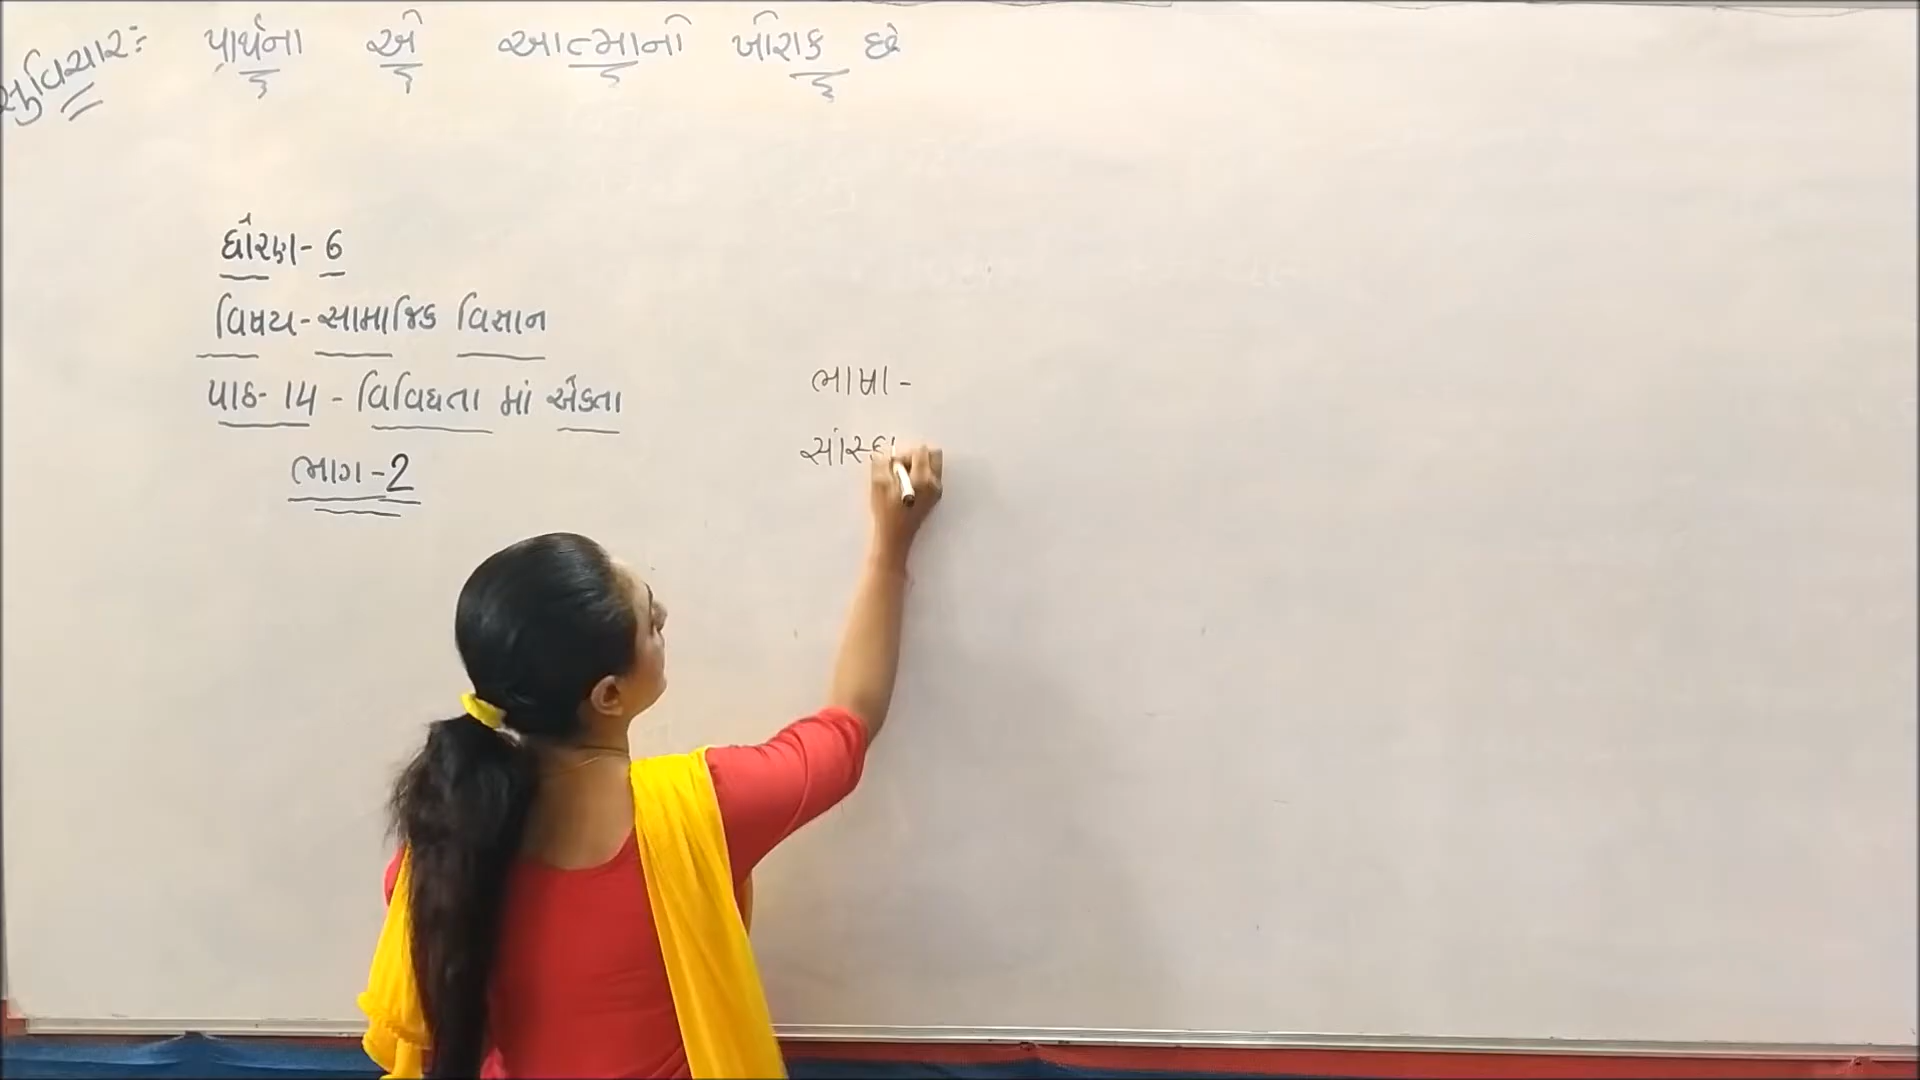 સુવિચાર:- પ્રાર્થના એ આત્માનો ખોરાક છે
ધોરણ - 6
વિષય - સામાજિક વિજ્ઞાન
પાઠ - 14 - વિવિધતા માં એકતા
ભાગ - 2
ભાષા -